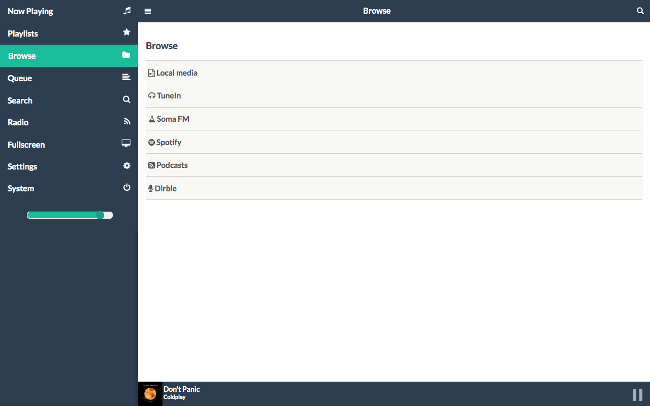 Now Playing
Playlists
Browse
Queue
Search
Radio
Fullscreen
Settings
System
Browse
Browse
Local media
TuneIn
Soma FM
Spotify
Podcasts
Dirble
Don't Panic
Coldplay